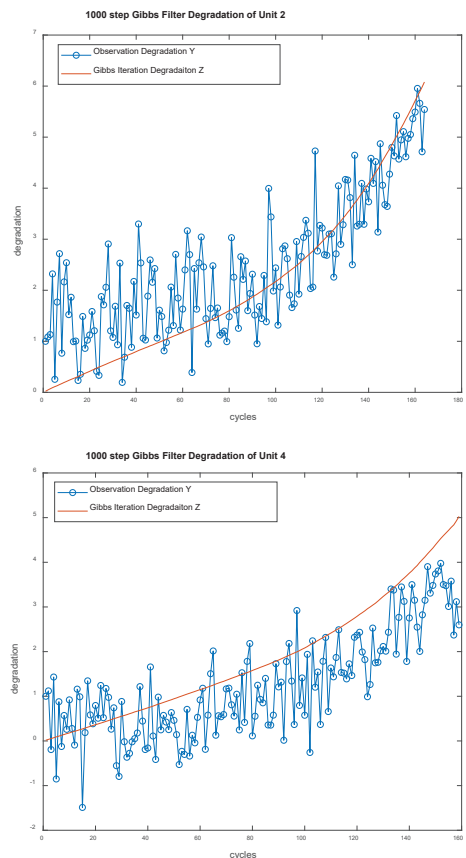 1000 step Gibbs Filter Degradation of Unit 2
7
Observation Degradation Y
Gibbs Iteration Degradaiton Z
6
5
4
degradation
3
2
1
0
0 20 40 60 80 100 120 140 160 180
cycles
1000 step Gibbs Filter Degradation of Unit 4
6
Observation Degradation Y
Gibbs Iteration Degradaiton Z
5
4
3
degradation
2
1
0
-1
-2
0 20 40 60 80 100 120 140 160
cycles